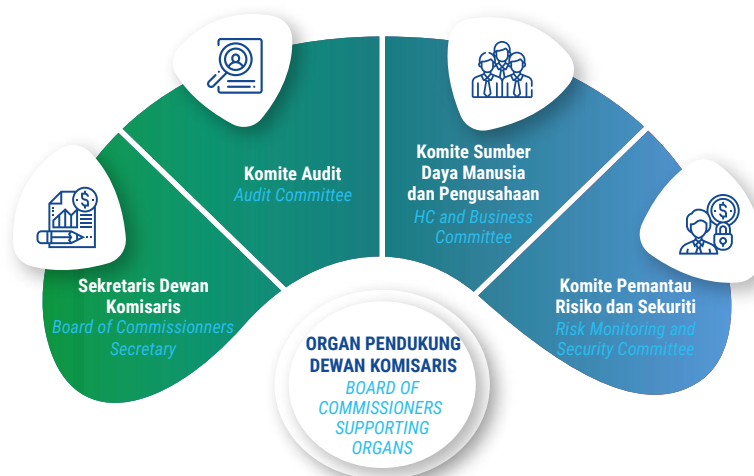 Komite Audit
Audit Committee
Komite Sumber
Daya Manusia
dan Pengusahaan
HC and Business
Committee
Sekretaris Dewan
Komisaris
Board of Commissionners
Secretary
Komite Pemantau
Risiko dan Sekuriti
Risk Monitoring and
Security Committee
ORGAN PENDUKUNG
DEWAN KOMISARIS
BOARD OF
COMMISSIONERS
SUPPORTING
ORGANS